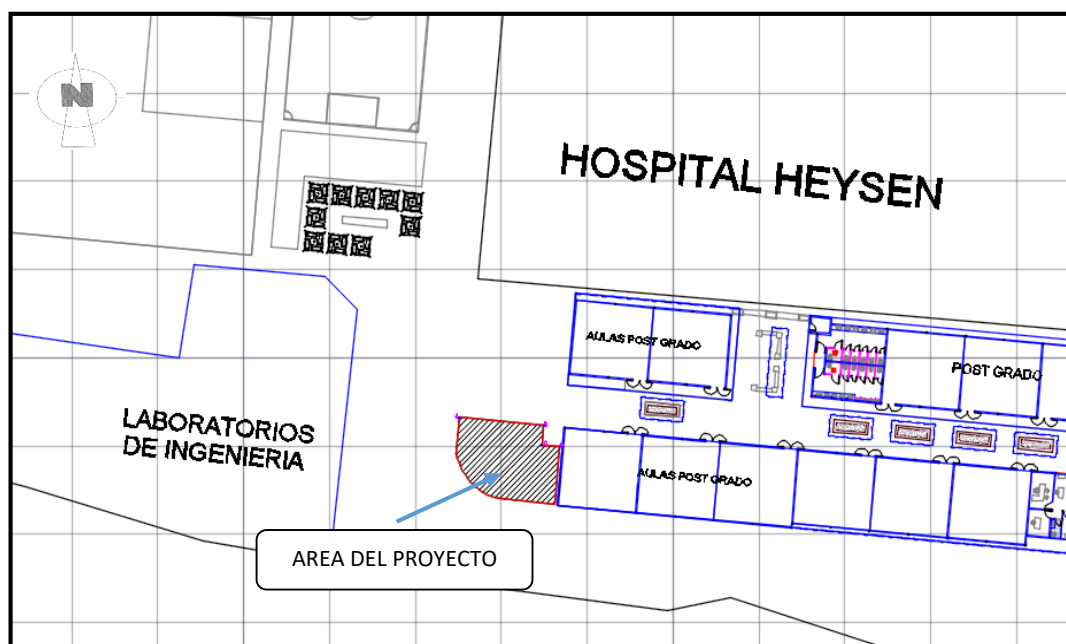 N
HOSPITAL HEYSEN
AULAS POST GRADO
POST GRADO
LABORATORIOS
DE INGENIERIA
AULAS POST GRADO
AREA DEL PROYECTO